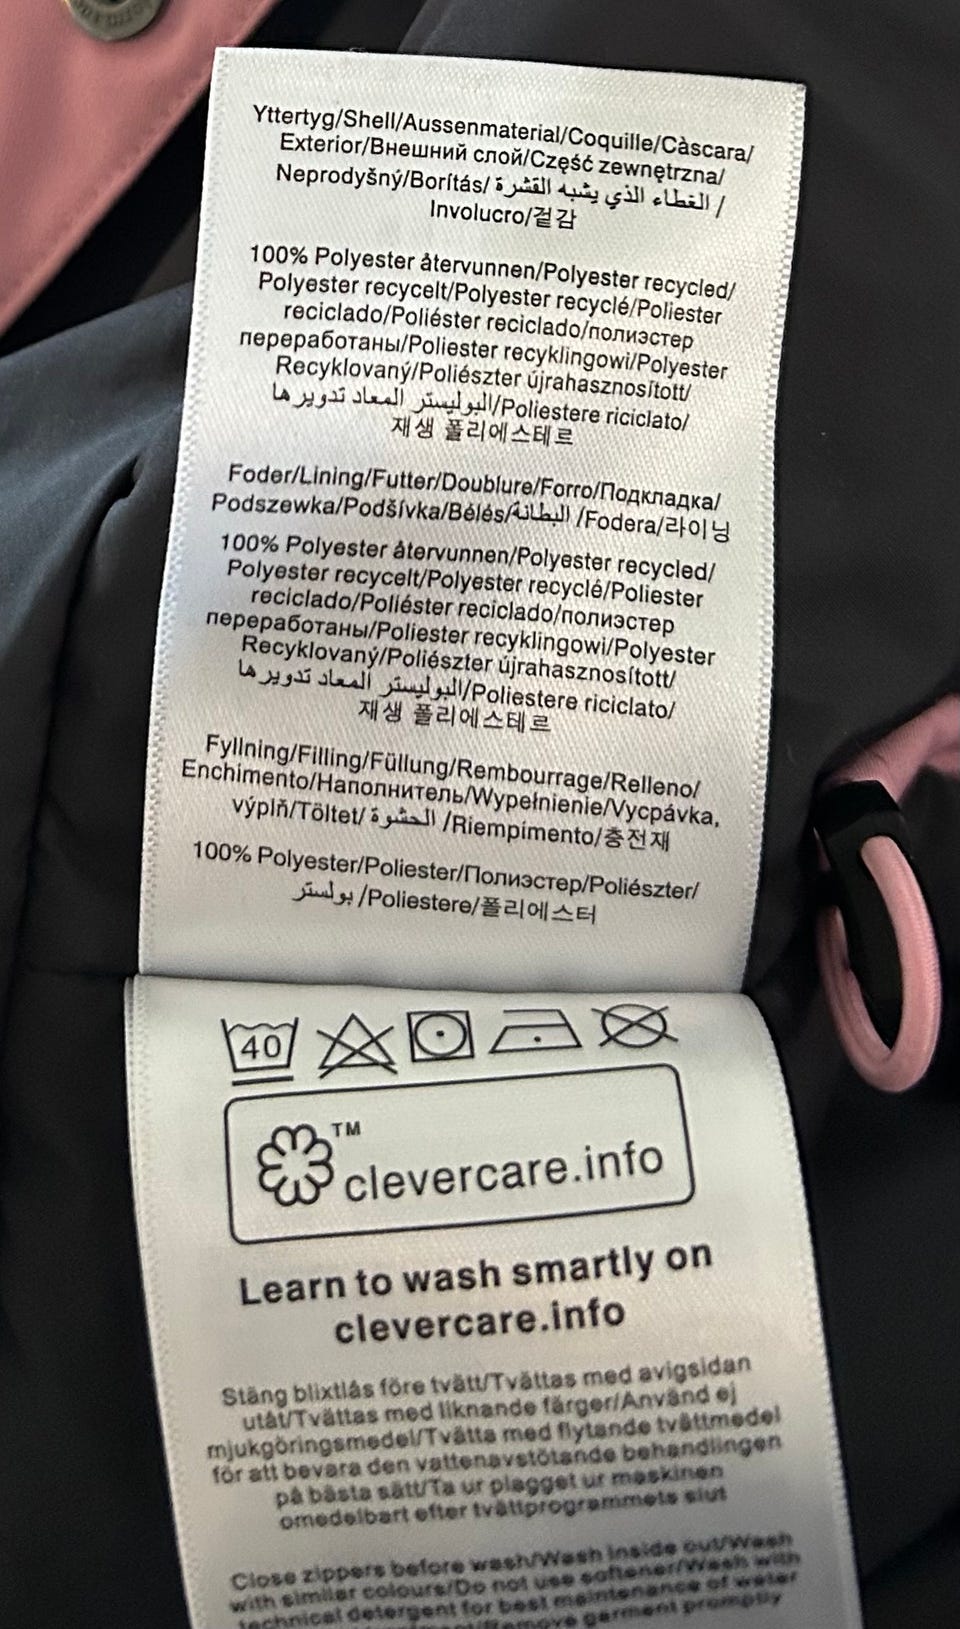 Yttertyg/Shell/Aussenmaterial/Coquille/Càscara/
Exterior/Внешний слой/Część zewnętrzna/
Neprodyšný/Borítás/ الغطاء الذي يشبه القشرة /
Involucro/겉감
100% Polyester återvunnen/Polyester recycled/
Polyester recycelt/Polyester recyclé/Poliester
reciclado/Poliéster reciclado/полиэстер
переработаны/Poliester recyklingowi/Polyester
Recyklovaný/Poliészter újrahasznosított/
البوليستر المعاد تدويرها/Poliestere riciclato/
재생 폴리에스테르
Foder/Lining/Futter/Doublure/Forro/Подкладка/
Podszewka/Podšívka/Bélés/البطانة /Fodera/라이닝
100% Polyester återvunnen/Polyester recycled/
Polyester recycelt/Polyester recyclé/Poliester
reciclado/Poliéster reciclado/полиэстер
переработаны/Poliester recyklingowi/Polyester
Recyklovaný/Poliészter újrahasznosított/
البوليستر المعاد تدويرها/Poliestere riciclato/
재생 폴리에스테르
Fyllning/Filling/Füllung/Rembourrage/Relleno/
Enchimento/Наполнитель/Wypełnienie/Vycpávka,
výplň/Töltet/ الحشوة /Riempimento/충전재
100% Polyester/Poliester/Полиэстер/Poliészter/
بولستر /Poliestere/폴리에스터
40
TM
clevercare.info
Learn to wash smartly on
clevercare.info
Stäng blixtlås före tvätt/Tvättas med avigsidan
utåt/Tvättas med liknande färger/Använd ej
mjukgöringsmedel/Tvätta med flytande tvättmedel
för att bevara den vattenavstötande behandlingen
på bästa sätt/Ta ur plagget ur maskinen
omedelbart efter tvättprogrammets slut
Close zippers before wash/Wash inside out/Wash
with similar colours/Do not use softener/Wash with
technical detergent for best maintenance of water
garment promptly